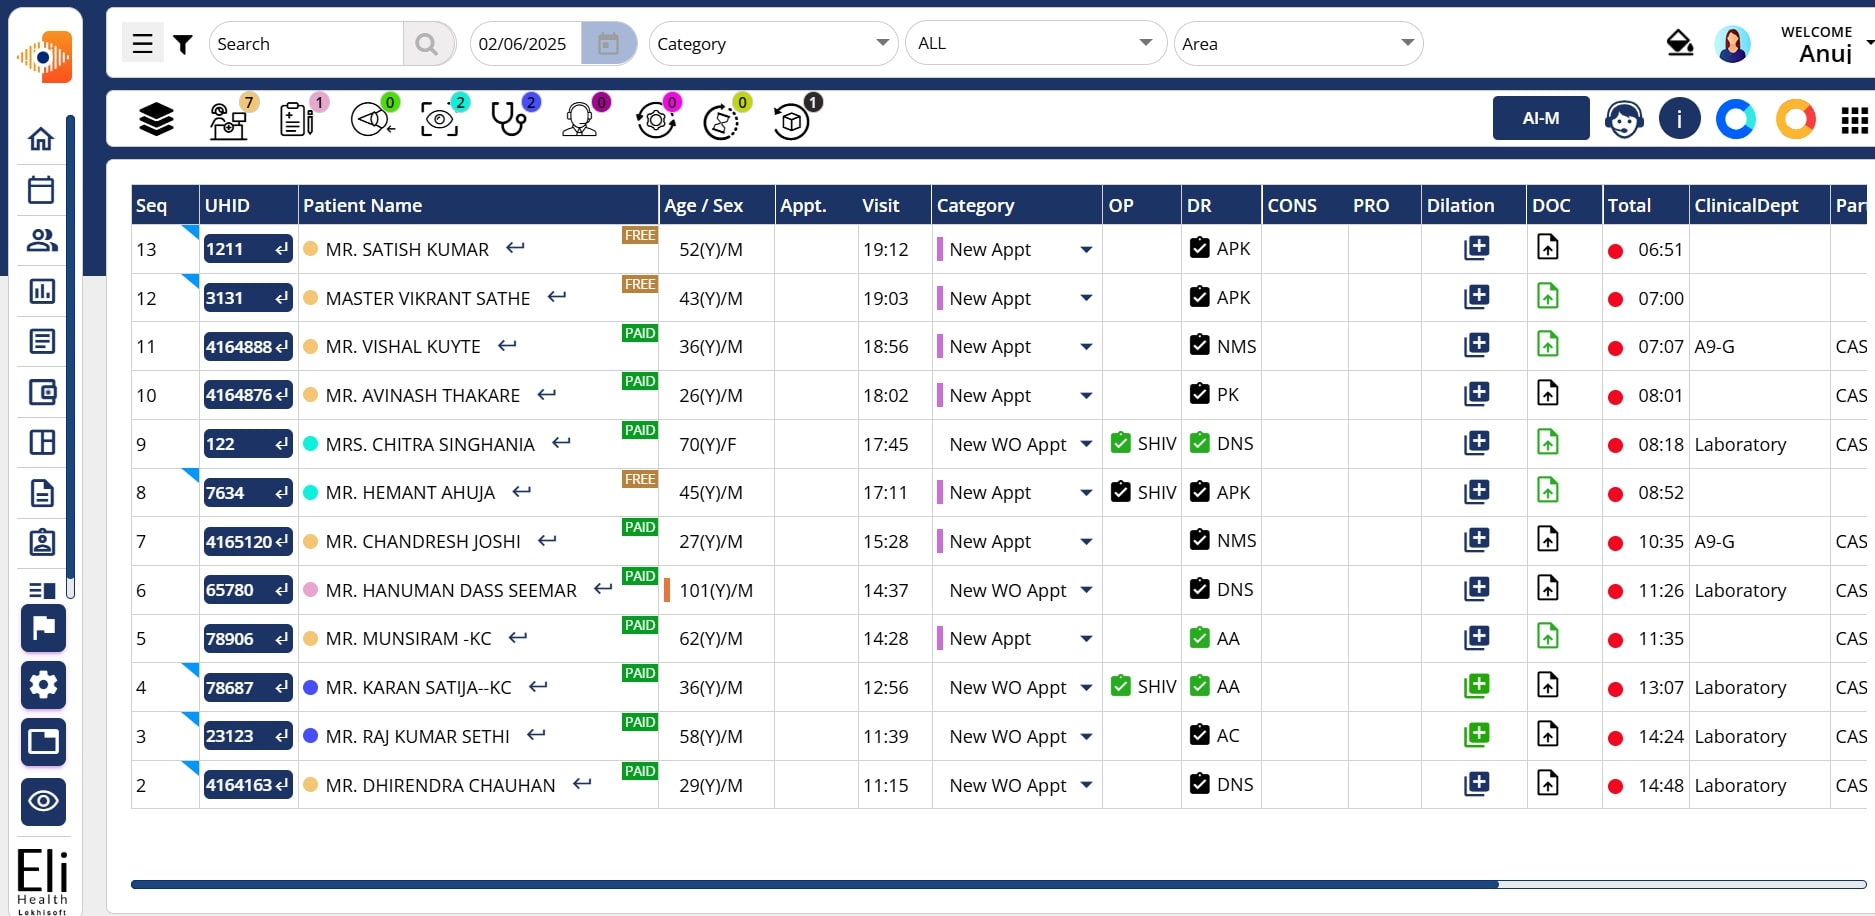 Search 02/06/2025 Category ALL Area WELCOME
Anuj
7 1 0 2 2 0 0 0 1 AI-M i
Seq UHID Patient Name Age / Sex Appt. Visit Category OP DR CONS PRO Dilation DOC Total ClinicalDept Par
13 1211 MR. SATISH KUMAR FREE 52(Y)/M 19:12 New Appt APK 06:51
12 3131 MASTER VIKRANT SATHE FREE 43(Y)/M 19:03 New Appt APK 07:00
11 4164888 MR. VISHAL KUYTE PAID 36(Y)/M 18:56 New Appt NMS 07:07 A9-G CAS
10 4164876 MR. AVINASH THAKARE PAID 26(Y)/M 18:02 New Appt PK 08:01 CAS
9 122 MRS. CHITRA SINGHANIA PAID 70(Y)/F 17:45 New WO Appt SHIV DNS 08:18 Laboratory CAS
8 7634 MR. HEMANT AHUJA FREE 45(Y)/M 17:11 New Appt SHIV APK 08:52
7 4165120 MR. CHANDRESH JOSHI PAID 27(Y)/M 15:28 New Appt NMS 10:35 A9-G CAS
6 65780 MR. HANUMAN DASS SEEMAR PAID 101(Y)/M 14:37 New WO Appt DNS 11:26 Laboratory CAS
5 78906 MR. MUNSIRAM -KC PAID 62(Y)/M 14:28 New Appt AA 11:35 CAS
4 78687 MR. KARAN SATIJA--KC PAID 36(Y)/M 12:56 New WO Appt SHIV AA 13:07 Laboratory CAS
3 23123 MR. RAJ KUMAR SETHI PAID 58(Y)/M 11:39 New WO Appt AC 14:24 Laboratory CAS
2 4164163 MR. DHIRENDRA CHAUHAN PAID 29(Y)/M 11:15 New WO Appt DNS 14:48 Laboratory CAS
Eli
Health
Lekhisoft